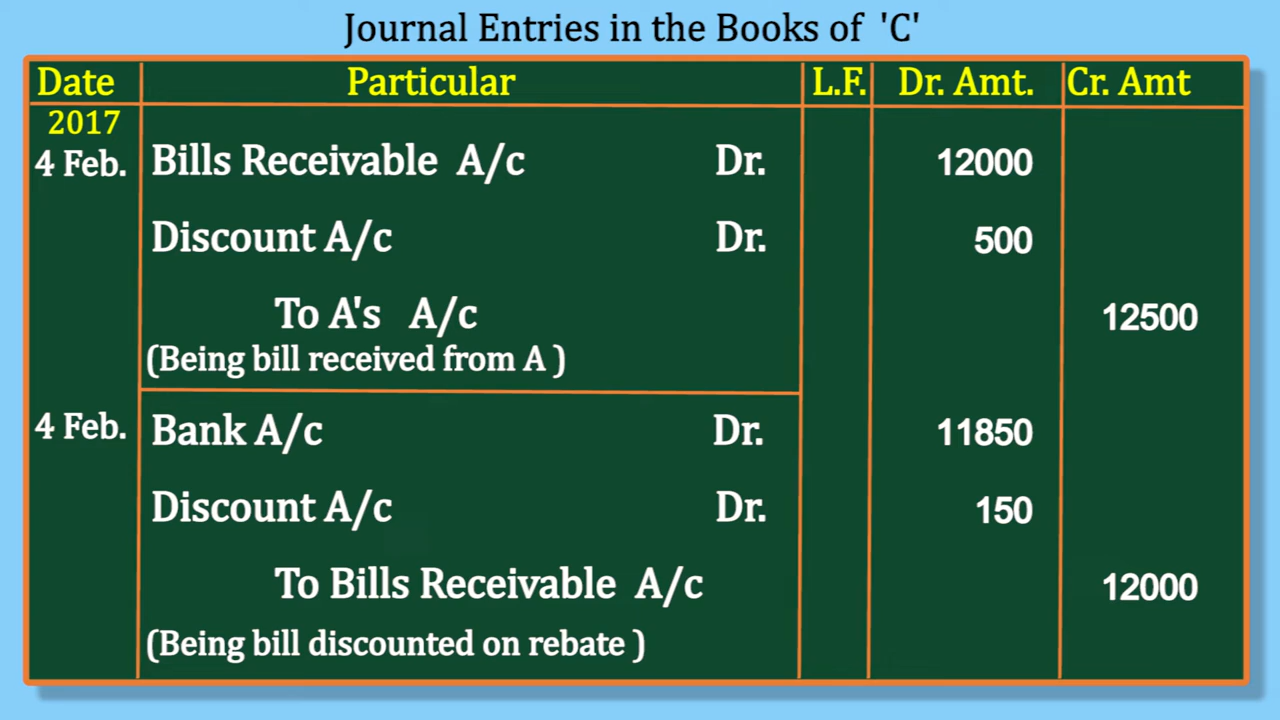 Journal Entries in the Books of 'C'
Date Particular L.F. Dr. Amt. Cr. Amt
2017
4 Feb. Bills Receivable A/c Dr. 12000
Discount A/c Dr. 500
To A's A/c 12500
(Being bill received from A )
4 Feb. Bank A/c Dr. 11850
Discount A/c Dr. 150
To Bills Receivable A/c 12000
(Being bill discounted on rebate )